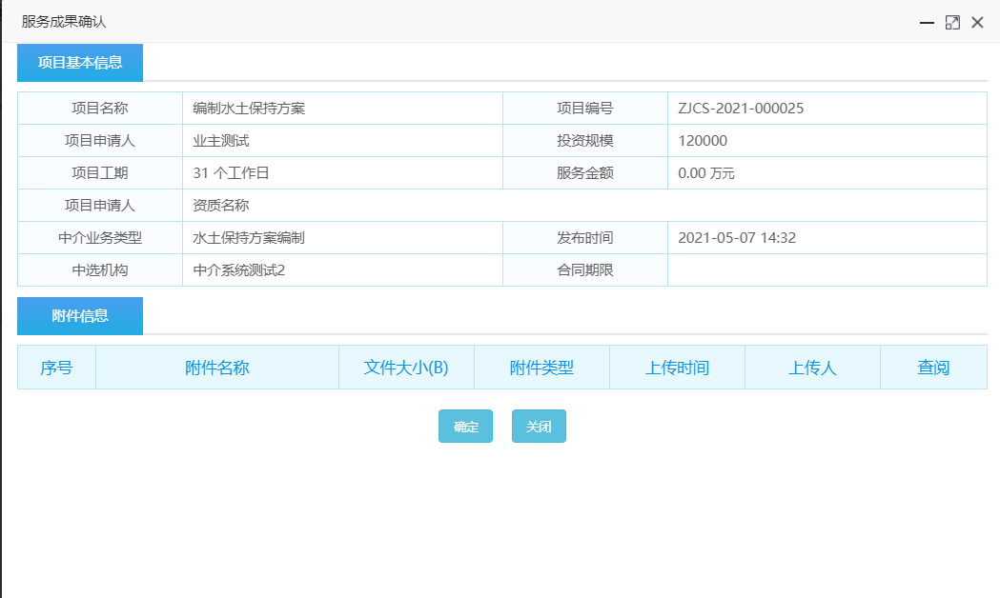 服务成果确认
项目基本信息
项目名称 编制水土保持方案 项目编号 ZJCS-2021-000025
项目申请人 业主测试 投资规模 120000
项目工期 31 个工作日 服务金额 0.00 万元
项目申请人 资质名称
中介业务类型 水土保持方案编制 发布时间 2021-05-07 14:32
中选机构 中介系统测试2 合同期限
附件信息
序号 附件名称 文件大小(B) 附件类型 上传时间 上传人 查阅
确定 关闭